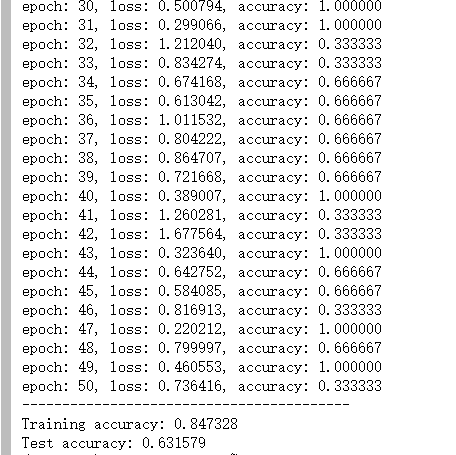 epoch: 30, loss: 0.500794, accuracy: 1.000000
epoch: 31, loss: 0.299066, accuracy: 1.000000
epoch: 32, loss: 1.212040, accuracy: 0.333333
epoch: 33, loss: 0.834274, accuracy: 0.333333
epoch: 34, loss: 0.674168, accuracy: 0.666667
epoch: 35, loss: 0.613042, accuracy: 0.666667
epoch: 36, loss: 1.011532, accuracy: 0.666667
epoch: 37, loss: 0.804222, accuracy: 0.666667
epoch: 38, loss: 0.864707, accuracy: 0.666667
epoch: 39, loss: 0.721668, accuracy: 0.666667
epoch: 40, loss: 0.389007, accuracy: 1.000000
epoch: 41, loss: 1.260281, accuracy: 0.333333
epoch: 42, loss: 1.677564, accuracy: 0.333333
epoch: 43, loss: 0.323640, accuracy: 1.000000
epoch: 44, loss: 0.642752, accuracy: 0.666667
epoch: 45, loss: 0.584085, accuracy: 0.666667
epoch: 46, loss: 0.816913, accuracy: 0.333333
epoch: 47, loss: 0.220212, accuracy: 1.000000
epoch: 48, loss: 0.799997, accuracy: 0.666667
epoch: 49, loss: 0.460553, accuracy: 1.000000
epoch: 50, loss: 0.736416, accuracy: 0.333333
--------------------------------------
Training accuracy: 0.847328
Test accuracy: 0.631579